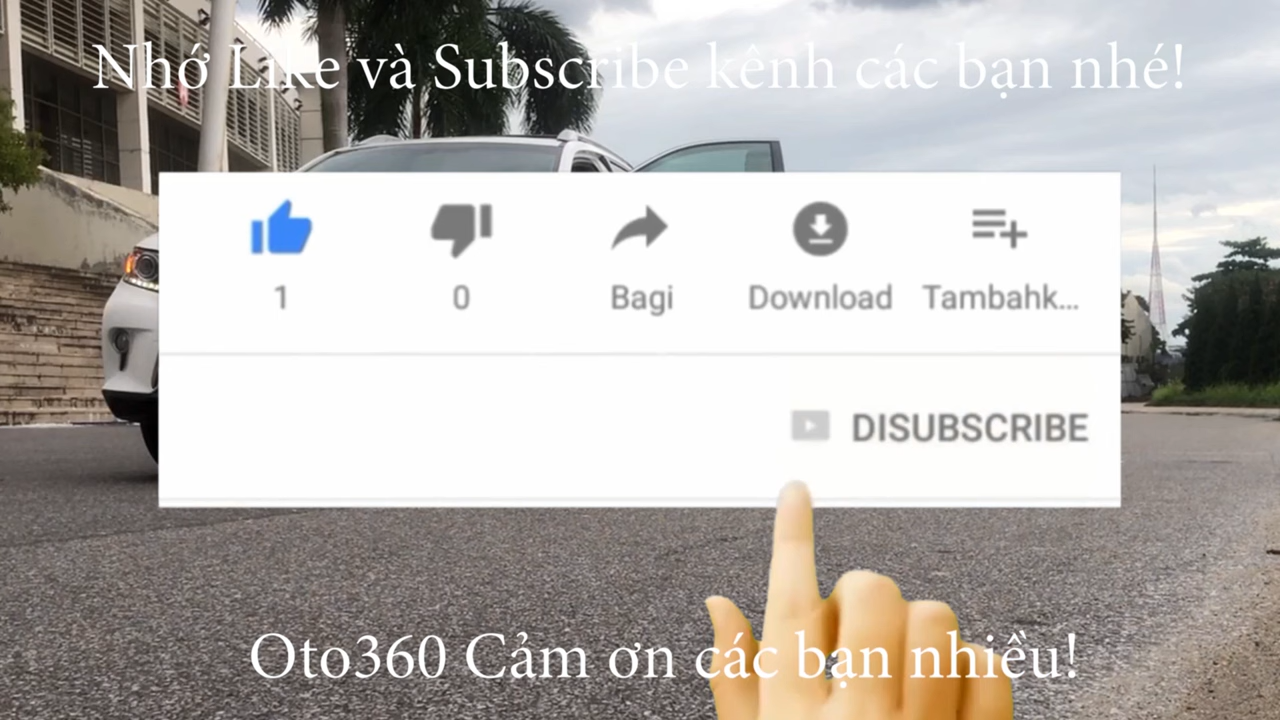 Nhớ Like và Subscribe kênh các bạn nhé!
1 0 Bagi Download Tambahk...
DISUBSCRIBE
Oto360 Cảm ơn các bạn nhiều!